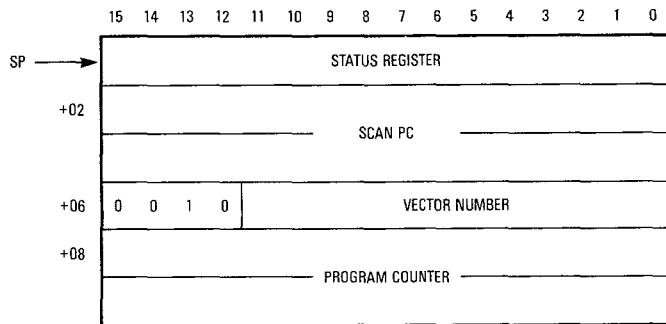 15 14 13 12 11 10 9 8 7 6 5 4 3 2 1 0
SP STATUS REGISTER
+02
SCAN PC
+06 0 0 1 0 VECTOR NUMBER
+08
PROGRAM COUNTER